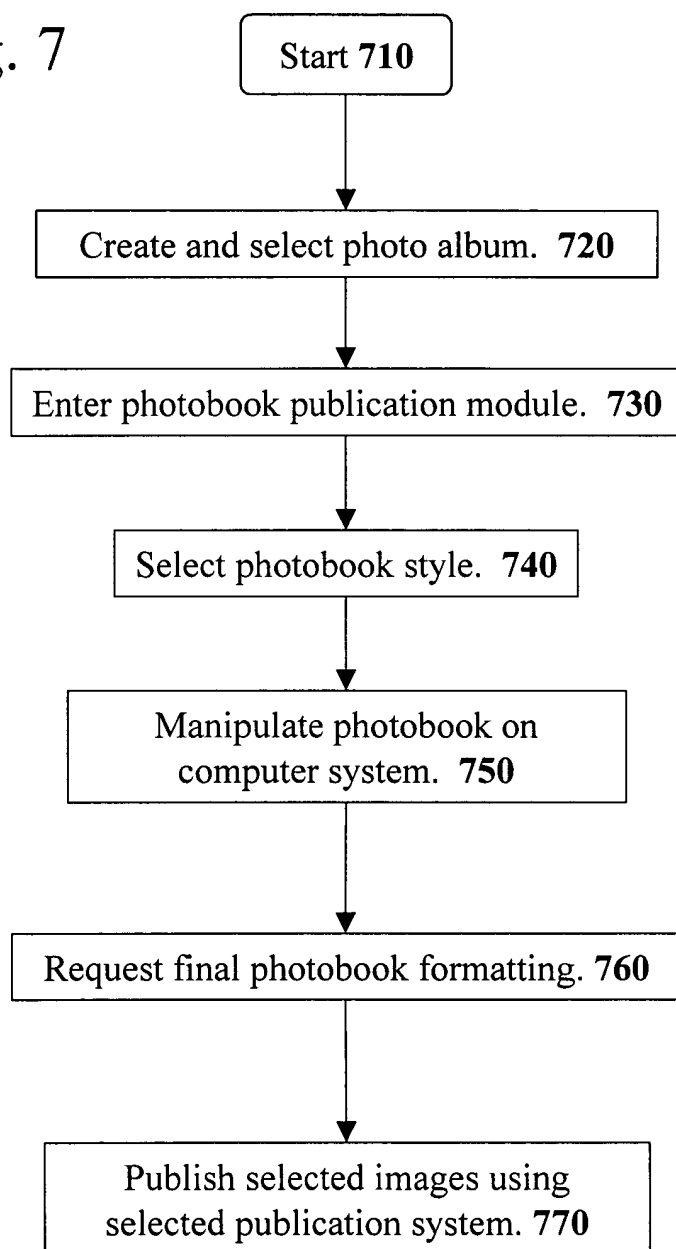 . 7
Start 710
Create and select photo album. 720
Enter photobook publication module. 730
Select photobook style. 740
Manipulate photobook on
computer system. 750
Request final photobook formatting. 760
Publish selected images using
selected publication system. 770